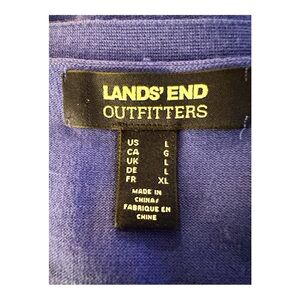 LANDS' END
OUTFITTERS
US L
CA G
UK L
DE L
FR XL
MADE IN
CHINA/
FABRIQUE EN
CHINE